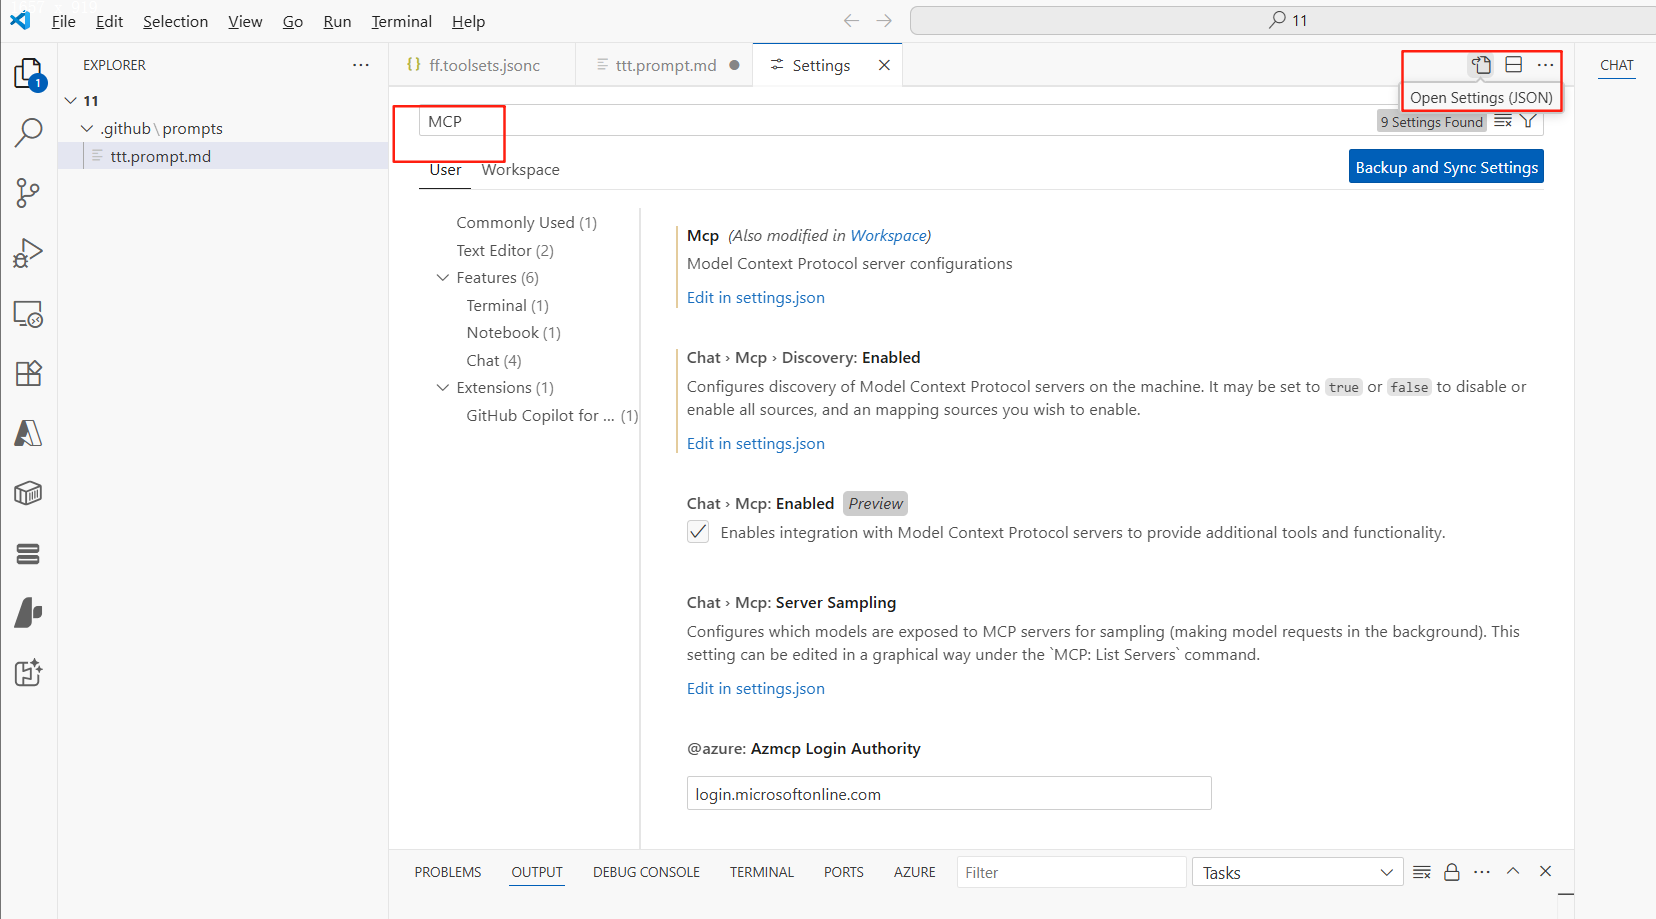 File Edit Selection View Go Run Terminal Help
11
EXPLORER
ff.toolsets.jsonc
ttt.prompt.md
Settings
CHAT
Open Settings (JSON)
11
.github\prompts
ttt.prompt.md
1
MCP
9 Settings Found
User
Workspace
Backup and Sync Settings
Commonly Used (1)
Text Editor (2)
Features (6)
Terminal (1)
Notebook (1)
Chat (4)
Extensions (1)
GitHub Copilot for ... (1)
Mcp (Also modified in Workspace)
Model Context Protocol server configurations
Edit in settings.json
Chat › Mcp › Discovery: Enabled
Configures discovery of Model Context Protocol servers on the machine. It may be set to true or false to disable or
enable all sources, and an mapping sources you wish to enable.
Edit in settings.json
Chat › Mcp: Enabled Preview
Enables integration with Model Context Protocol servers to provide additional tools and functionality.
Chat › Mcp: Server Sampling
Configures which models are exposed to MCP servers for sampling (making model requests in the background). This
setting can be edited in a graphical way under the `MCP: List Servers` command.
Edit in settings.json
@azure: Azmcp Login Authority
login.microsoftonline.com
PROBLEMS OUTPUT DEBUG CONSOLE TERMINAL PORTS AZURE
Filter
Tasks